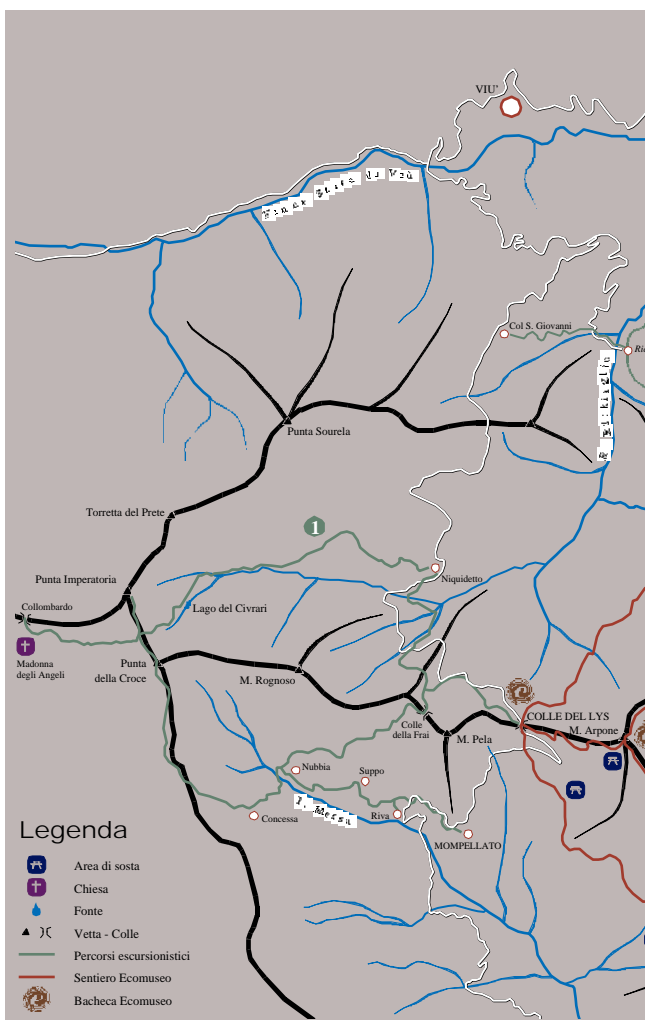 VIU'
Col S. Giovanni
Punta Sourela
Torretta del Prete
1
Punta Imperatoria
Niquidetto
Collombardo
Lago del Civrari
Madonna
degli Angeli
Punta
della Croce
M. Rognoso
COLLE DEL LYS
Colle
della Frai
M. Arpone
M. Pela
Nubbia
Suppo
Concessa
Riva
MOMPELLATO
Legenda
Area di sosta
Chiesa
Fonte
Vetta - Colle
Percorsi escursionistici
Sentiero Ecomuseo
Bacheca Ecomuseo